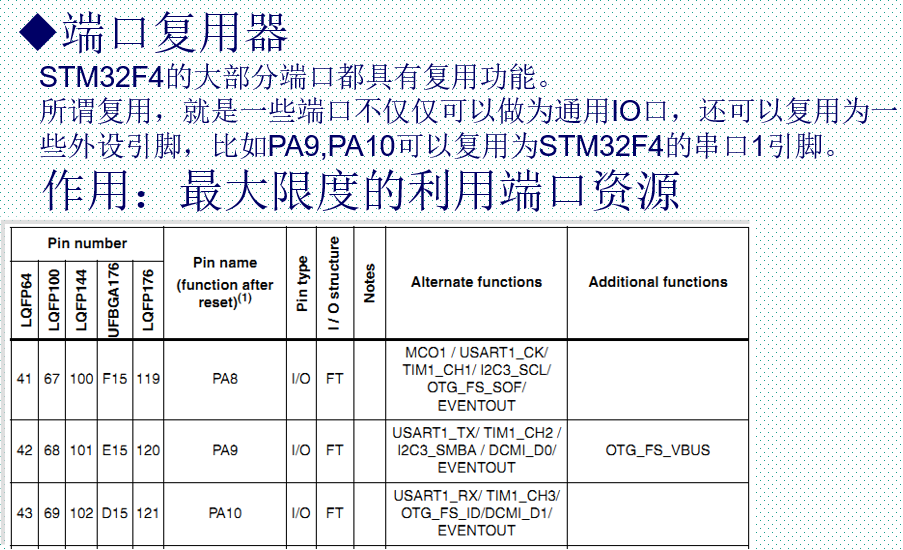 ◆端口复用器
STM32F4的大部分端口都具有复用功能。
所谓复用，就是一些端口不仅仅可以做为通用IO口，还可以复用为一
些外设引脚，比如PA9,PA10可以复用为STM32F4的串口1引脚。
作用：最大限度的利用端口资源
Pin number
LQFP64
LQFP100
LQFP144
UFBGA176
LQFP176
Pin name
(function after
reset)(1)
Pin type
I / O structure
Notes
Alternate functions
Additional functions
41 67 100 F15 119 PA8 I/O FT
MCO1 / USART1_CK/
TIM1_CH1/ I2C3_SCL/
OTG_FS_SOF/
EVENTOUT
42 68 101 E15 120 PA9 I/O FT
USART1_TX/ TIM1_CH2 /
I2C3_SMBA / DCMI_D0/
EVENTOUT
OTG_FS_VBUS
43 69 102 D15 121 PA10 I/O FT
USART1_RX/ TIM1_CH3/
OTG_FS_ID/DCMI_D1/
EVENTOUT